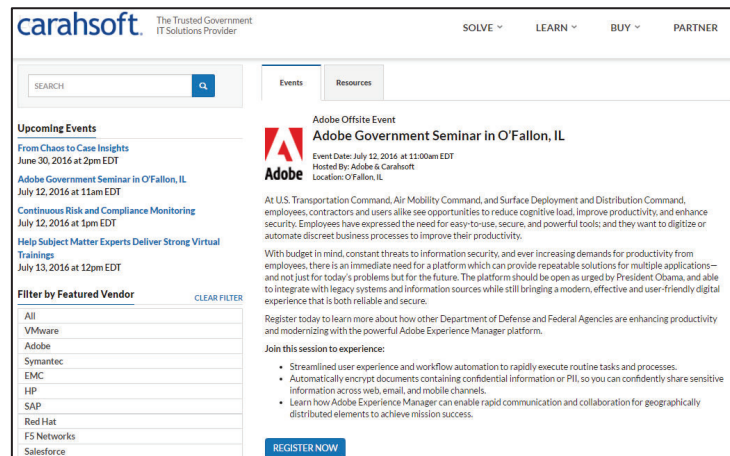 carahsoft.
The Trusted Government
IT Solutions Provider
SOLVE
LEARN
BUY
PARTNER
SEARCH
Upcoming Events
From Chaos to Case Insights
June 30, 2016 at 2pm EDT
Adobe Government Seminar in O'Fallon, IL
July 12, 2016 at 11am EDT
Continuous Risk and Compliance Monitoring
July 12, 2016 at 1pm EDT
Help Subject Matter Experts Deliver Strong Virtual
Trainings
July 13, 2016 at 12pm EDT
Filter by Featured Vendor
CLEAR FILTER
All
VMware
Adobe
Symantec
EMC
HP
SAP
Red Hat
F5 Networks
Salesforce
Events
Resources
Adobe Offsite Event
Adobe Government Seminar in O'Fallon, IL
Adobe
Event Date: July 12, 2016 at 11:00am EDT
Hosted By: Adobe & Carahsoft
Location: O'Fallon, IL
At U.S. Transportation Command, Air Mobility Command, and Surface Deployment and Distribution Command,
employees, contractors and users alike see opportunities to reduce cognitive load, improve productivity, and enhance
security. Employees have expressed the need for easy-to-use, secure, and powerful tools; and they want to digitize or
automate discreet business processes to improve their productivity.
With budget in mind, constant threats to information security, and ever increasing demands for productivity from
employees, there is an immediate need for a platform which can provide repeatable solutions for multiple applications—
and not just for today's problems but for the future. The platform should be open as urged by President Obama, and able
to integrate with legacy systems and information sources while still bringing a modern, effective and user-friendly digital
experience that is both reliable and secure.
Register today to learn more about how other Department of Defense and Federal Agencies are enhancing productivity
and modernizing with the powerful Adobe Experience Manager platform.
Join this session to experience:
• Streamlined user experience and workflow automation to rapidly execute routine tasks and processes.
• Automatically encrypt documents containing confidential information or PII, so you can confidently share sensitive
information across web, email, and mobile channels.
• Learn how Adobe Experience Manager can enable rapid communication and collaboration for geographically
distributed elements to achieve mission success.
REGISTER NOW